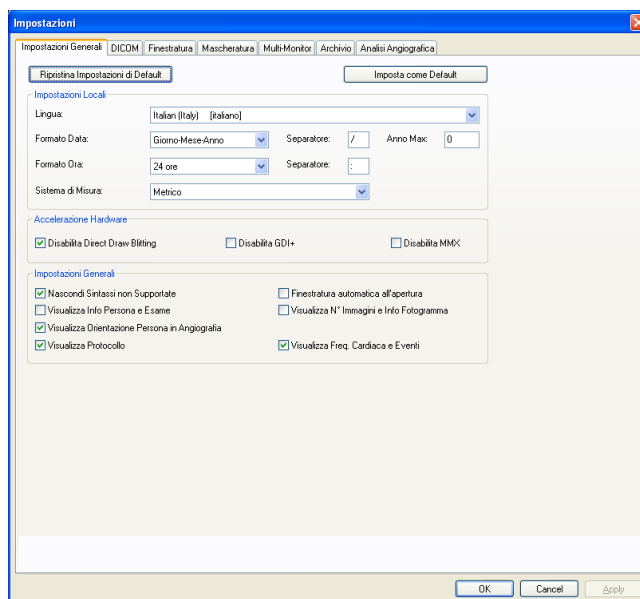 Impostazioni
Impostazioni Generali DICOM Finestratura Mascheratura Multi-Monitor Archivio Analisi Angiografica
Ripristina Impostazioni di Default Imposta come Default
Impostazioni Locali
Lingua: Italian (Italy) [italiano]
Formato Data: Giorno-Mese-Anno Separatore: / Anno Max: 0
Formato Ora: 24 ore Separatore: :
Sistema di Misura: Metrico
Accelerazione Hardware
Disabilita Direct Draw Blitting Disabilita GDI+ Disabilita MMX
Impostazioni Generali
Nascondi Sintassi non Supportate Finestratura automatica all'apertura
Visualizza Info Persona e Esame Visualizza N° Immagini e Info Fotogramma
Visualizza Orientazione Persona in Angiografia
Visualizza Protocollo Visualizza Freq. Cardiaca e Eventi
OK Cancel Apply